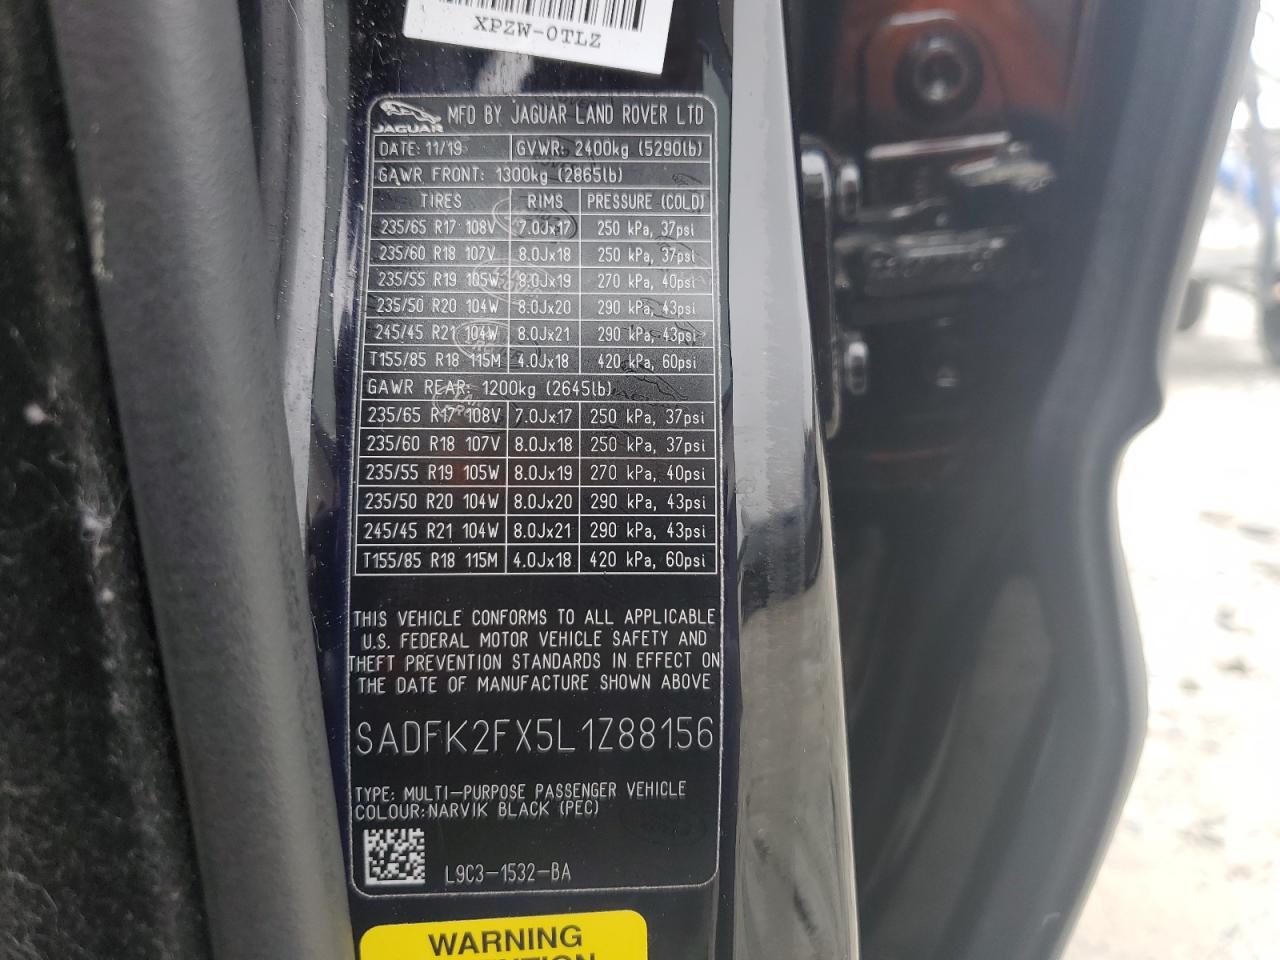 XPZW-0TLZ
JAGUAR
MFD BY JAGUAR LAND ROVER LTD
DATE: 11/19 GVWR: 2400kg (5290lb)
GAWR FRONT: 1300kg (2865lb)
TIRES RIMS PRESSURE (COLD)
235/65 R17 108V 7.0Jx17 250 kPa, 37psi
235/60 R18 107V 8.0Jx18 250 kPa, 37psi
235/55 R19 105W 8.0Jx19 270 kPa, 40psi
235/50 R20 104W 8.0Jx20 290 kPa, 43psi
245/45 R21 104W 8.0Jx21 290 kPa, 43psi
T155/85 R18 115M 4.0Jx18 420 kPa, 60psi
GAWR REAR: 1200kg (2645lb)
235/65 R17 108V 7.0Jx17 250 kPa, 37psi
235/60 R18 107V 8.0Jx18 250 kPa, 37psi
235/55 R19 105W 8.0Jx19 270 kPa, 40psi
235/50 R20 104W 8.0Jx20 290 kPa, 43psi
245/45 R21 104W 8.0Jx21 290 kPa, 43psi
T155/85 R18 115M 4.0Jx18 420 kPa, 60psi
THIS VEHICLE CONFORMS TO ALL APPLICABLE
U.S. FEDERAL MOTOR VEHICLE SAFETY AND
THEFT PREVENTION STANDARDS IN EFFECT ON
THE DATE OF MANUFACTURE SHOWN ABOVE
SADFK2FX5L1Z88156
TYPE: MULTI-PURPOSE PASSENGER VEHICLE
COLOUR:NARVIK BLACK (PEC)
L9C3-1532-BA
WARNING